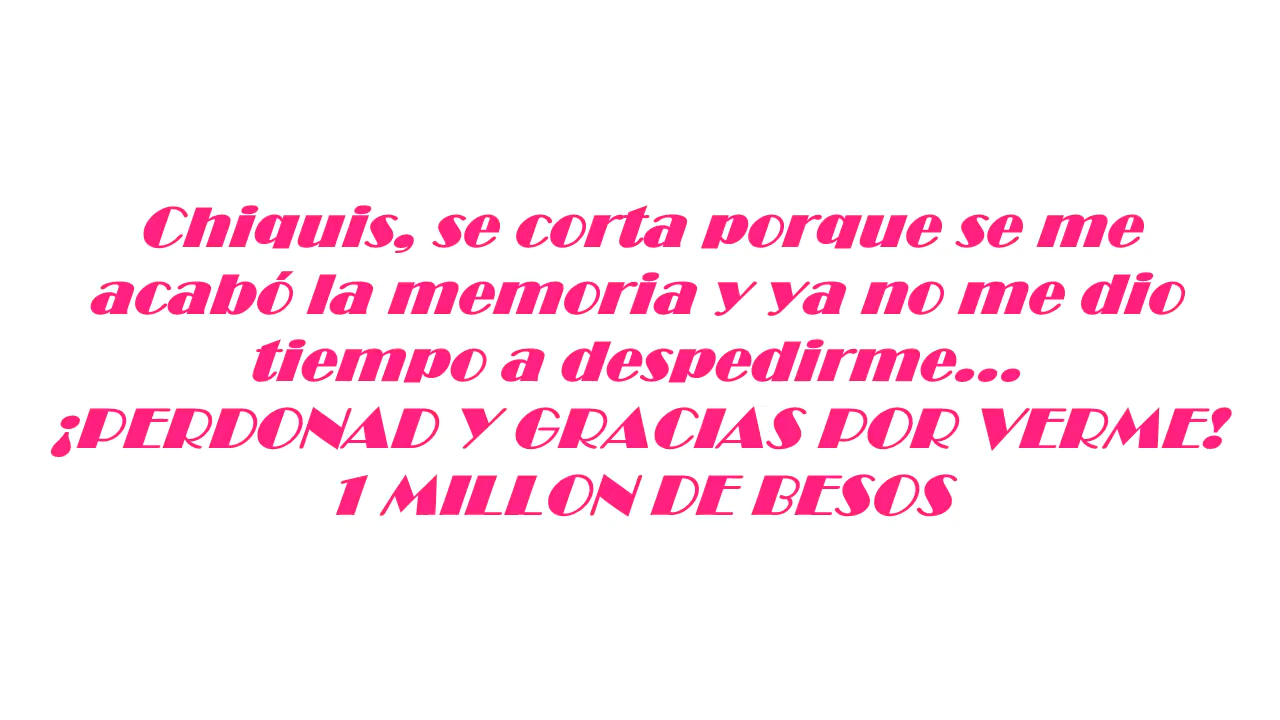 Chiquis, se corta porque se me
acabó la memoria y ya no me dio
tiempo a despedirme...
¡PERDONAD Y GRACIAS POR VERME!
1 MILLON DE BESOS